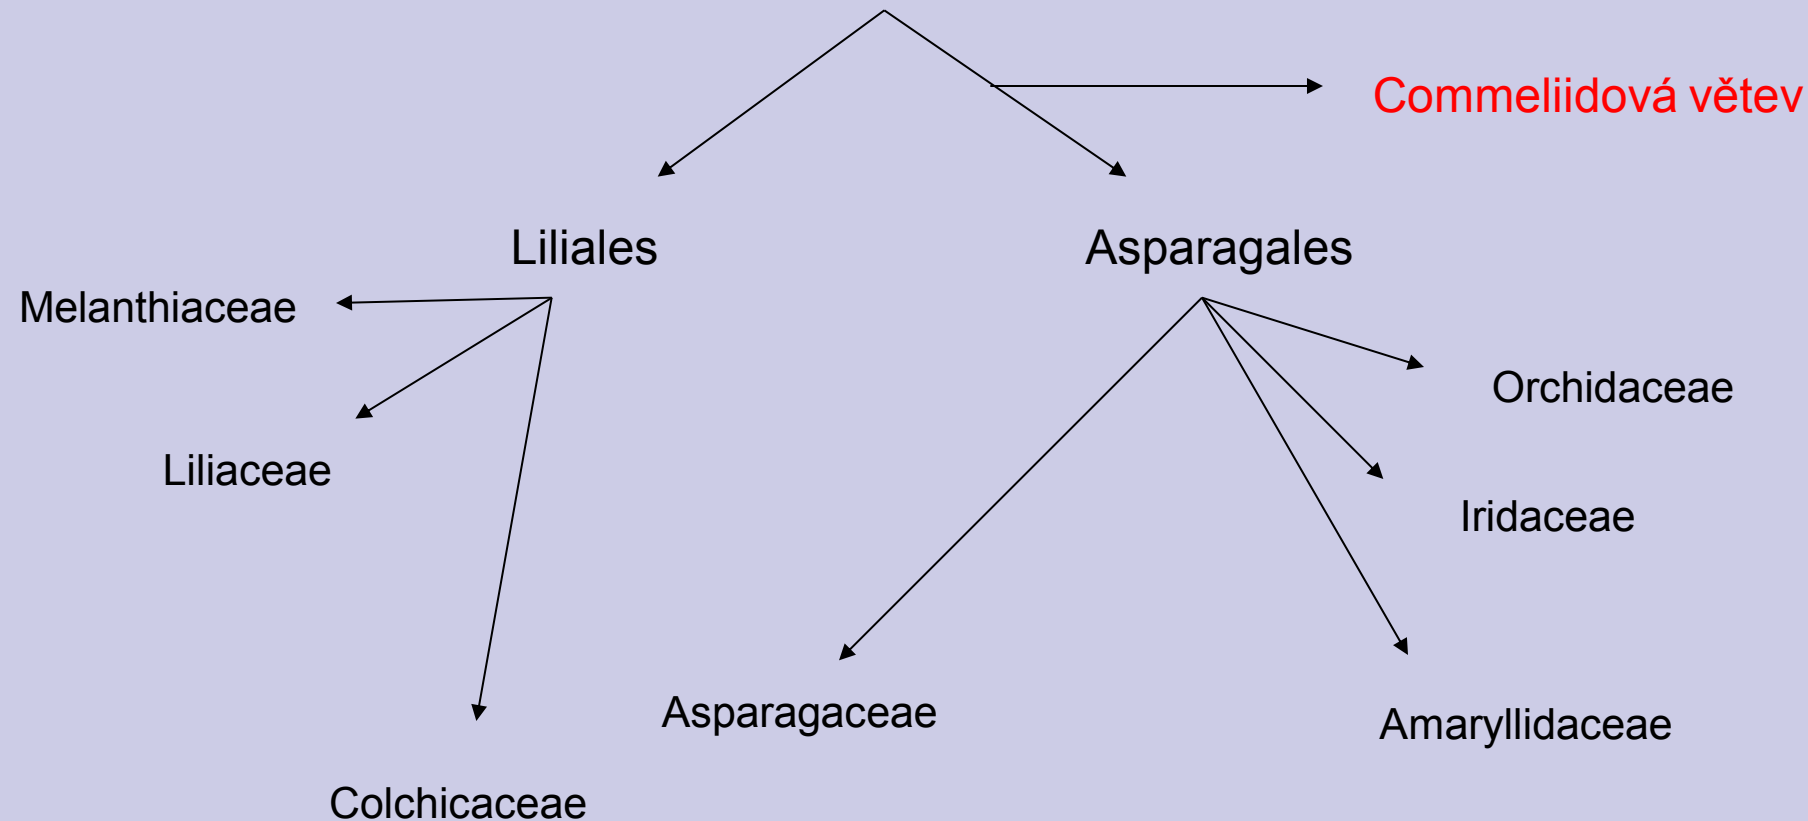 Commeliidová větev
Liliales
Asparagales
Melanthiaceae
Orchidaceae
Liliaceae
Iridaceae
Asparagaceae
Amaryllidaceae
Colchicaceae